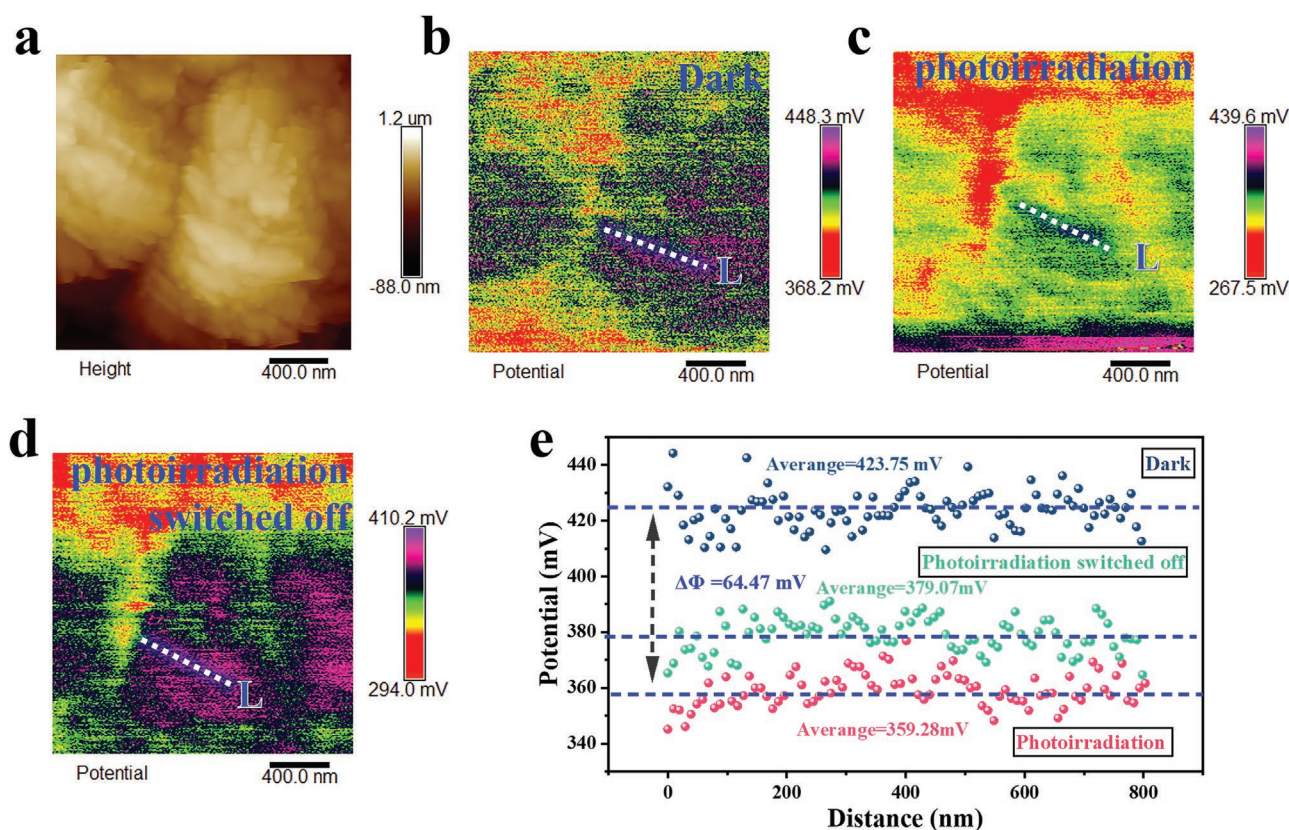 a
1.2 um
-88.0 nm
Height
400.0 nm
b
Dark
L
448.3 mV
368.2 mV
Potential
400.0 nm
c
photoirradiation
L
439.6 mV
267.5 mV
Potential
400.0 nm
d
photoirradiation
switched off
L
410.2 mV
294.0 mV
Potential
400.0 nm
e
Potential (mV)
440
420
400
380
360
340
Averange=423.75 mV
Dark
Photoirradiation switched off
ΔΦ =64.47 mV
Averange=379.07mV
Averange=359.28mV
Photoirradiation
0
200
400
600
800
Distance (nm)